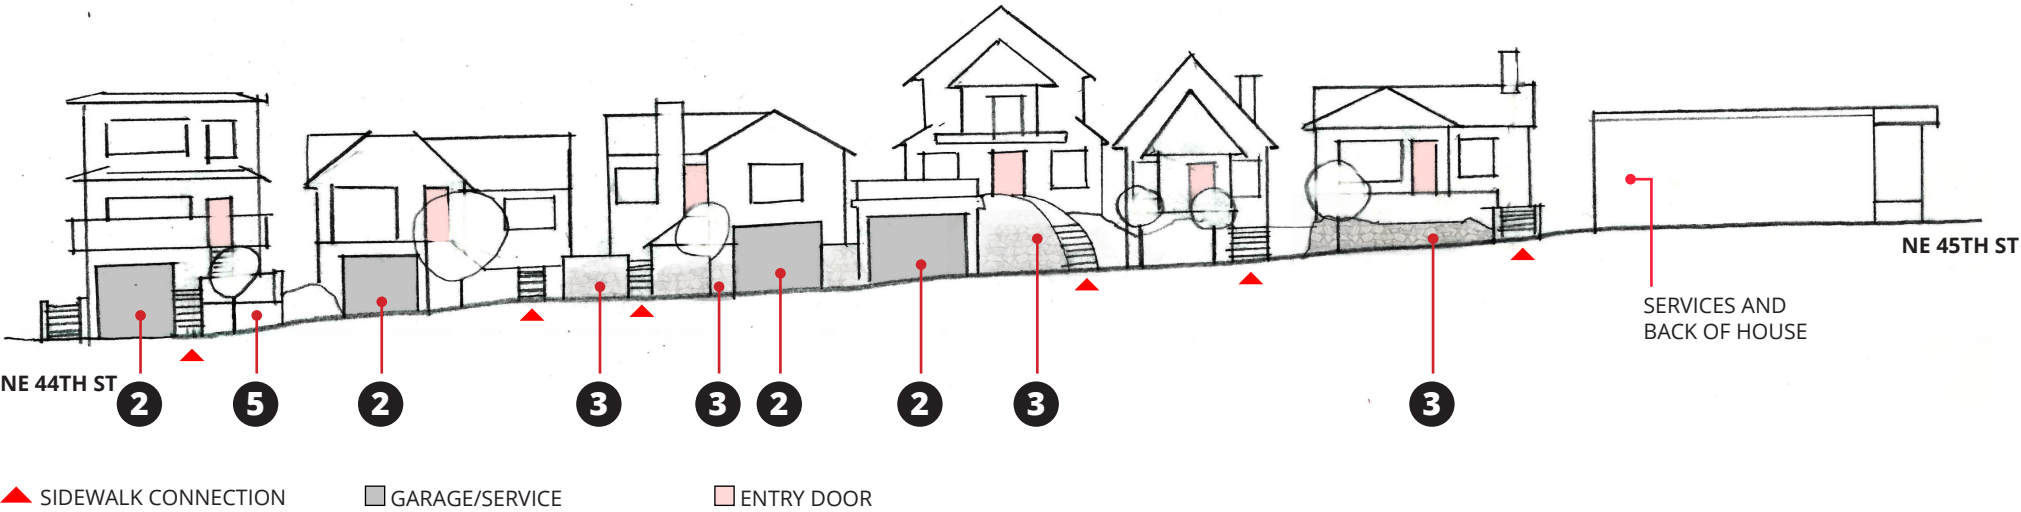 NE 45TH ST
SERVICES AND
BACK OF HOUSE
NE 44TH ST
2
5
2
3
3
2
2
3
3
SIDEWALK CONNECTION
GARAGE/SERVICE
ENTRY DOOR